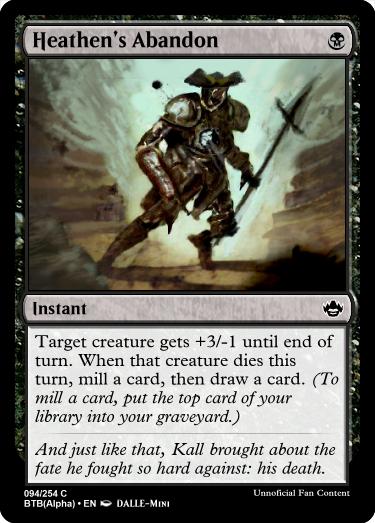 Heathen's Abandon
Instant
Target creature gets +3/-1 until end of
turn. When that creature dies this
turn, mill a card, then draw a card. (To
mill a card, put the top card of your
library into your graveyard.)
And just like that, Kall brought about the
fate he fought so hard against: his death.
094/254 C
BTB(Alpha) • EN DALLE-Mini
Unofficial Fan Content